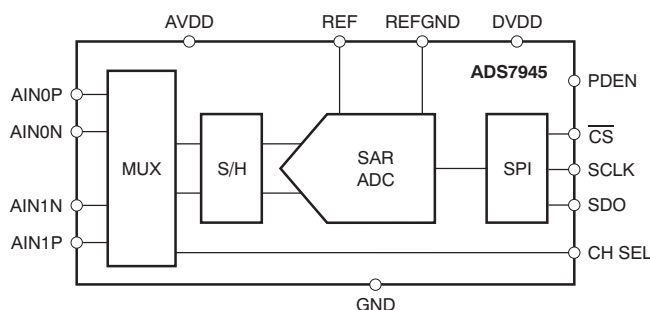 AVDD REF REFGND DVDD
ADS7945
PDEN
AIN0P
AIN0N
AIN1N
AIN1P
MUX
S/H
SAR
ADC
SPI
CS
SCLK
SDO
CH SEL
GND